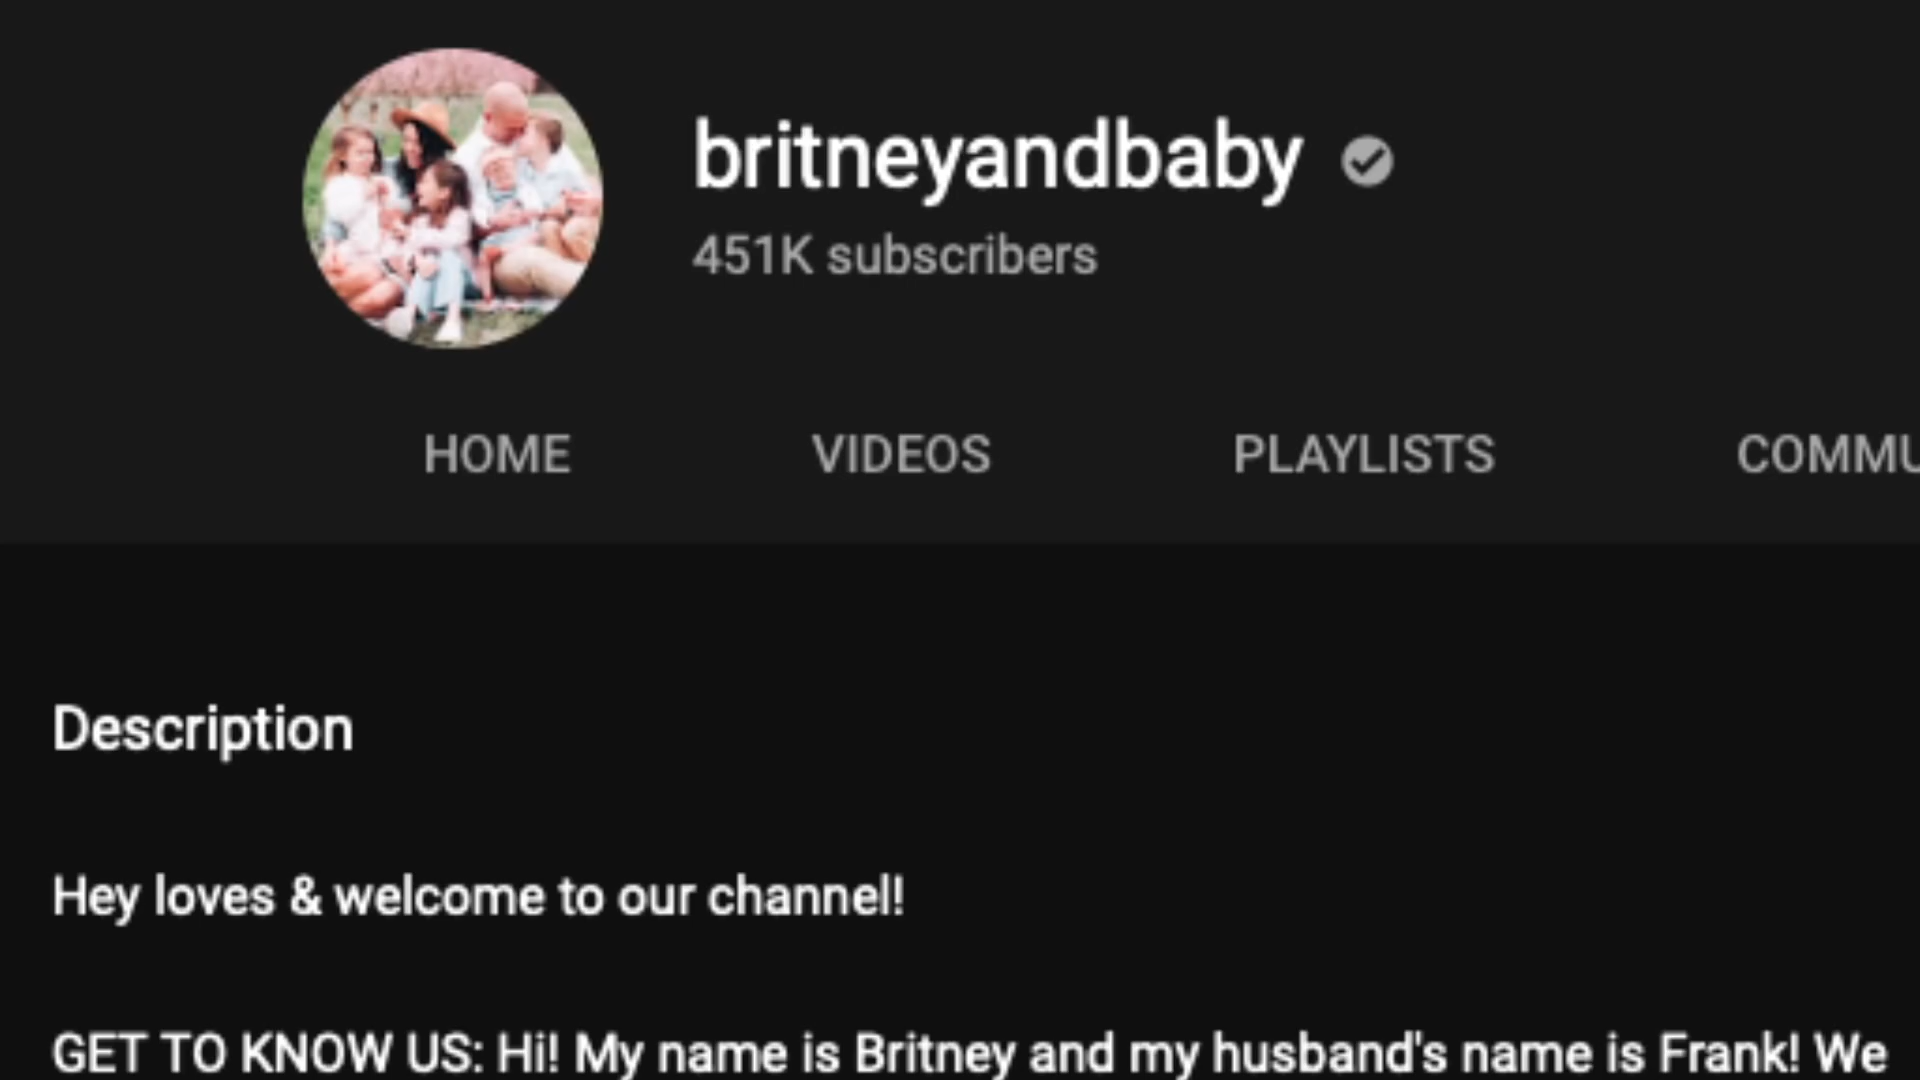 britneyandbaby
451K subscribers
HOME VIDEOS PLAYLISTS COMMU
Description
Hey loves & welcome to our channel!
GET TO KNOW US: Hi! My name is Britney and my husband's name is Frank! We